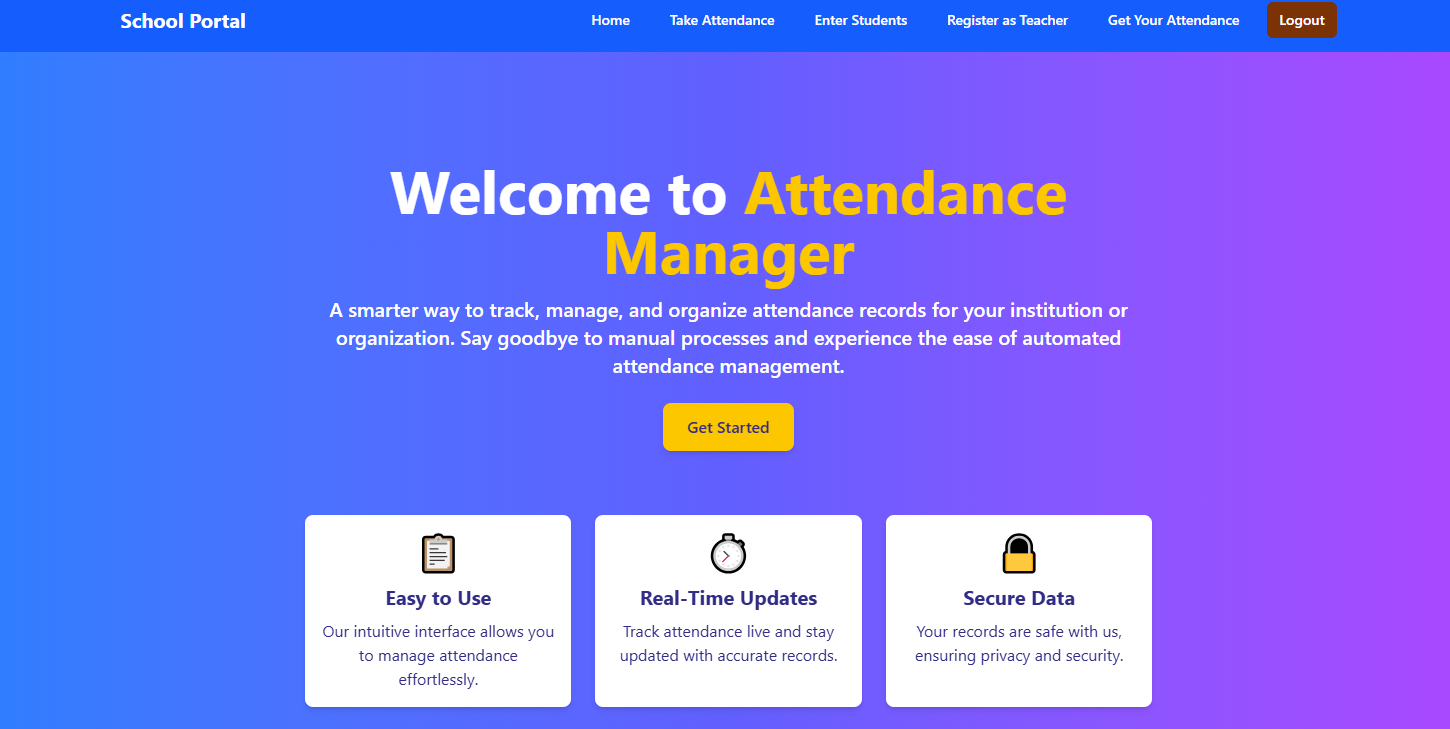 School Portal
Home
Take Attendance
Enter Students
Register as Teacher
Get Your Attendance
Logout
Welcome to Attendance
Manager
A smarter way to track, manage, and organize attendance records for your institution or
organization. Say goodbye to manual processes and experience the ease of automated
attendance management.
Get Started
Easy to Use
Our intuitive interface allows you
to manage attendance
effortlessly.
Real-Time Updates
Track attendance live and stay
updated with accurate records.
Secure Data
Your records are safe with us,
ensuring privacy and security.